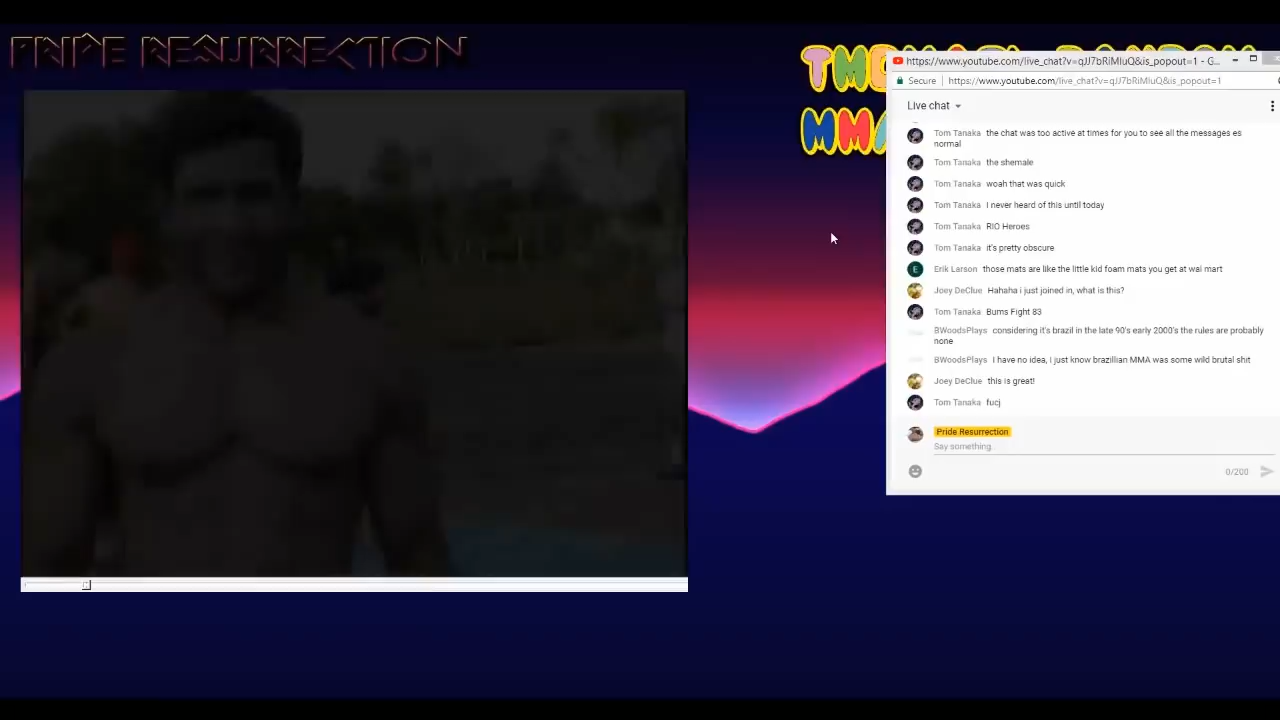 PRIDE RESURRECTION
MMA
https://www.youtube.com/live_chat?v=qJJ7bRiMluQ&is_popout=1 - G...
Secure | https://www.youtube.com/live_chat?v=qJJ7bRiMluQ&is_popout=1
Live chat
Tom Tanaka the chat was too active at times for you to see all the messages es
normal
Tom Tanaka the shemale
Tom Tanaka woah that was quick
Tom Tanaka I never heard of this until today
Tom Tanaka RIO Heroes
Tom Tanaka it's pretty obscure
E Erik Larson those mats are like the little kid foam mats you get at wal mart
Joey DeClue Hahaha i just joined in, what is this?
Tom Tanaka Bums Fight 83
BWoodsPlays considering it's brazil in the late 90's early 2000's the rules are probably
none
BWoodsPlays I have no idea, i just know brazillian MMA was some wild brutal shit
Joey DeClue this is great!
Tom Tanaka fucj
Pride Resurrection
Say something...
0/200